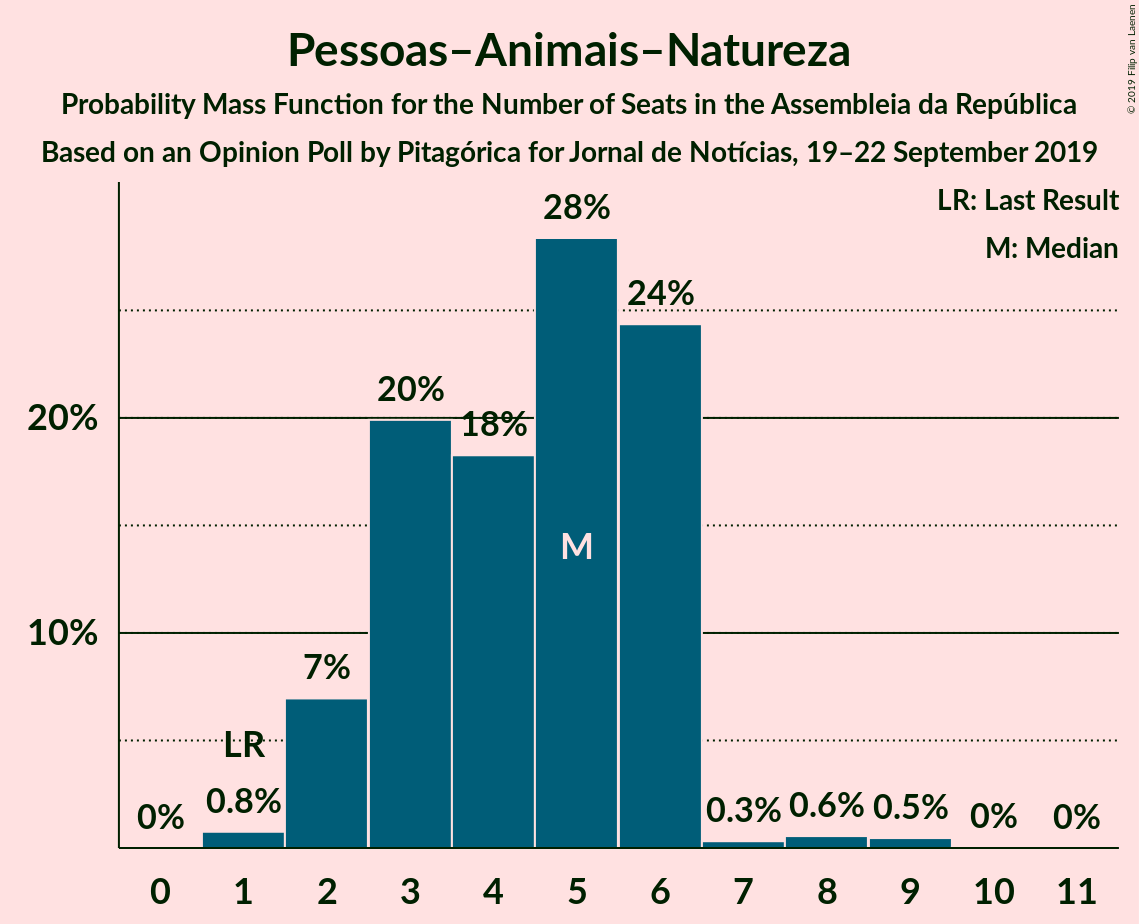 Pessoas–Animais–Natureza
Probability Mass Function for the Number of Seats in the Assembleia da República
Based on an Opinion Poll by Pitagórica for Jornal de Notícias, 19–22 September 2019
© 2019 Filip van Laenen
LR: Last Result
M: Median
28%
24%
20%
18%
20%
M
10%
7%
LR
0%
0.8%
0.3%
0.6%
0.5%
0%
0%
0 1 2 3 4 5 6 7 8 9 10 11